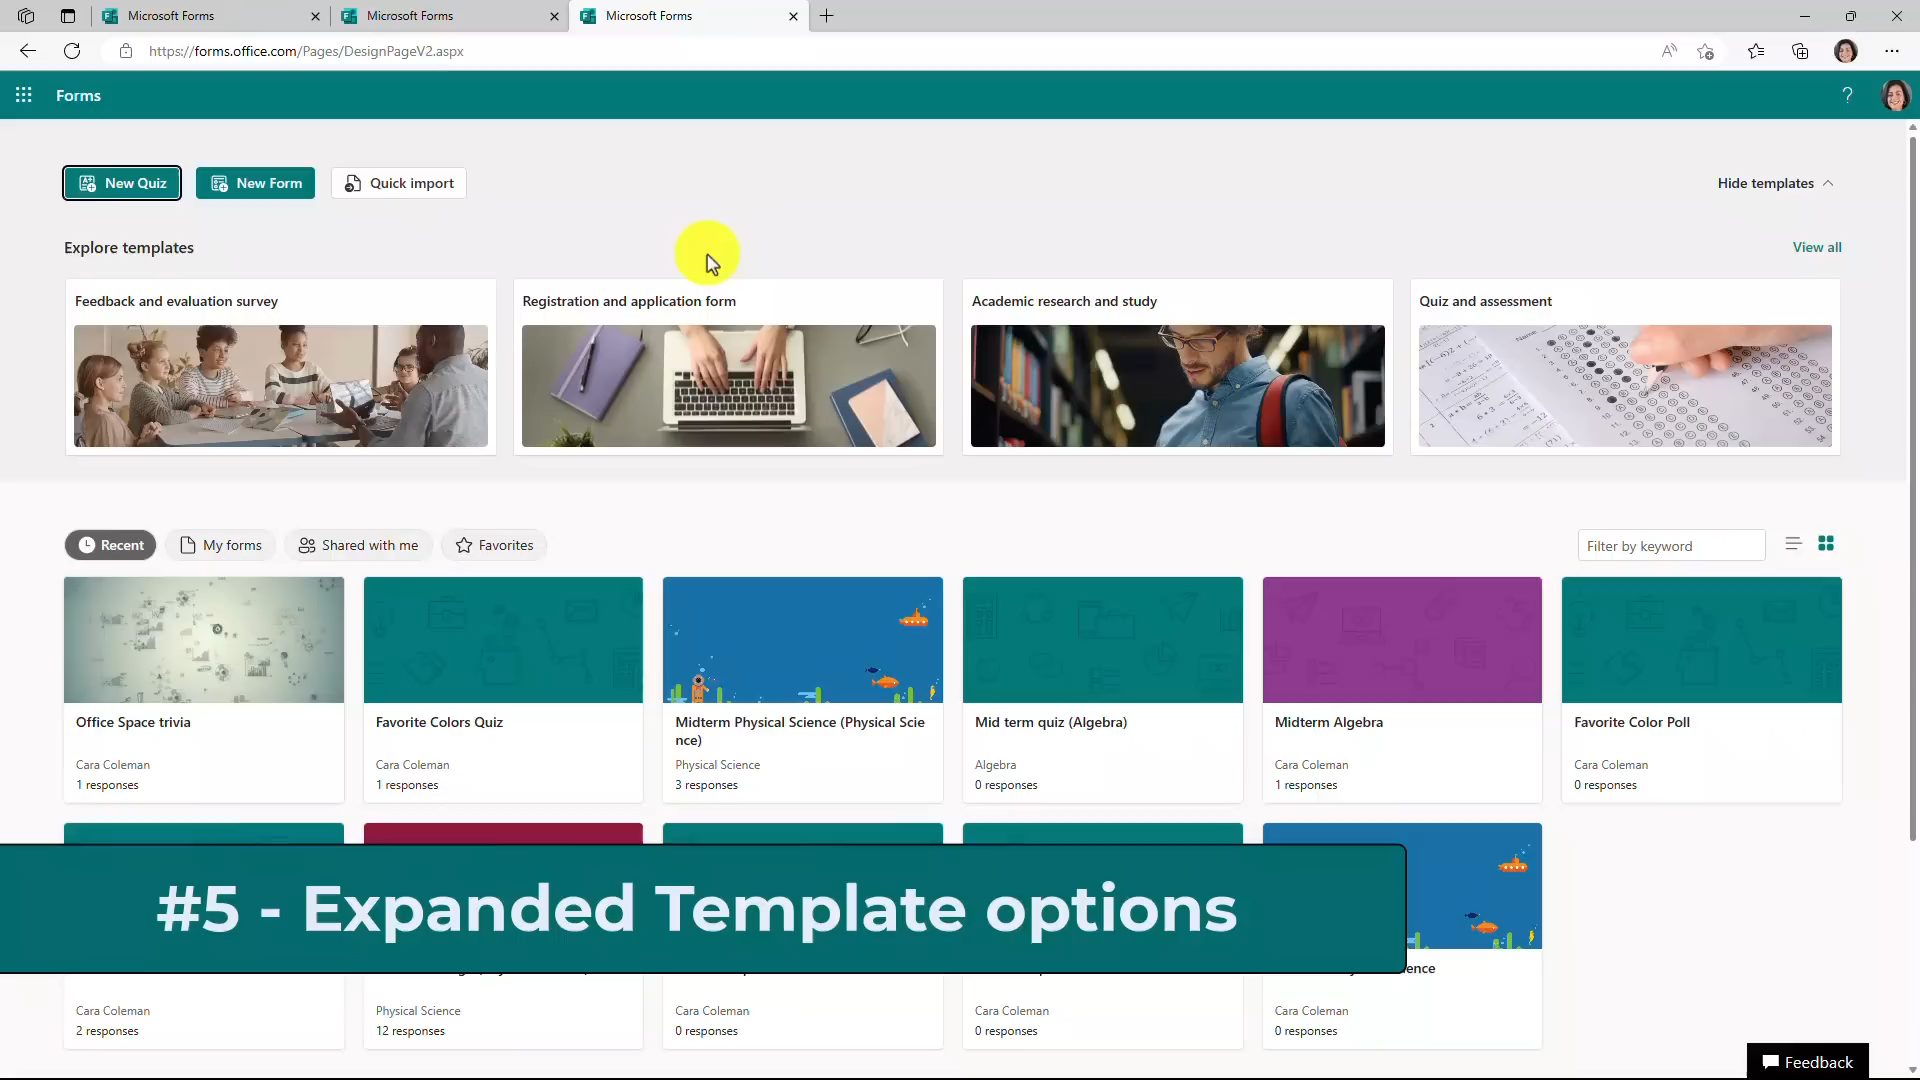 Microsoft Forms
Microsoft Forms
Microsoft Forms
https://forms.office.com/Pages/DesignPageV2.aspx
Forms
?
New Quiz
New Form
Quick import
Hide templates
Explore templates
View all
Feedback and evaluation survey
Registration and application form
Academic research and study
Quiz and assessment
Recent
My forms
Shared with me
Favorites
Filter by keyword
Office Space trivia
Cara Coleman
1 responses
Favorite Colors Quiz
Cara Coleman
1 responses
Midterm Physical Science (Physical Scie
nce)
Physical Science
3 responses
Mid term quiz (Algebra)
Algebra
0 responses
Midterm Algebra
Cara Coleman
1 responses
Favorite Color Poll
Cara Coleman
0 responses
#5 - Expanded Template options
Cara Coleman
2 responses
Physical Science
12 responses
Cara Coleman
0 responses
Cara Coleman
0 responses
Cara Coleman
0 responses
Feedback